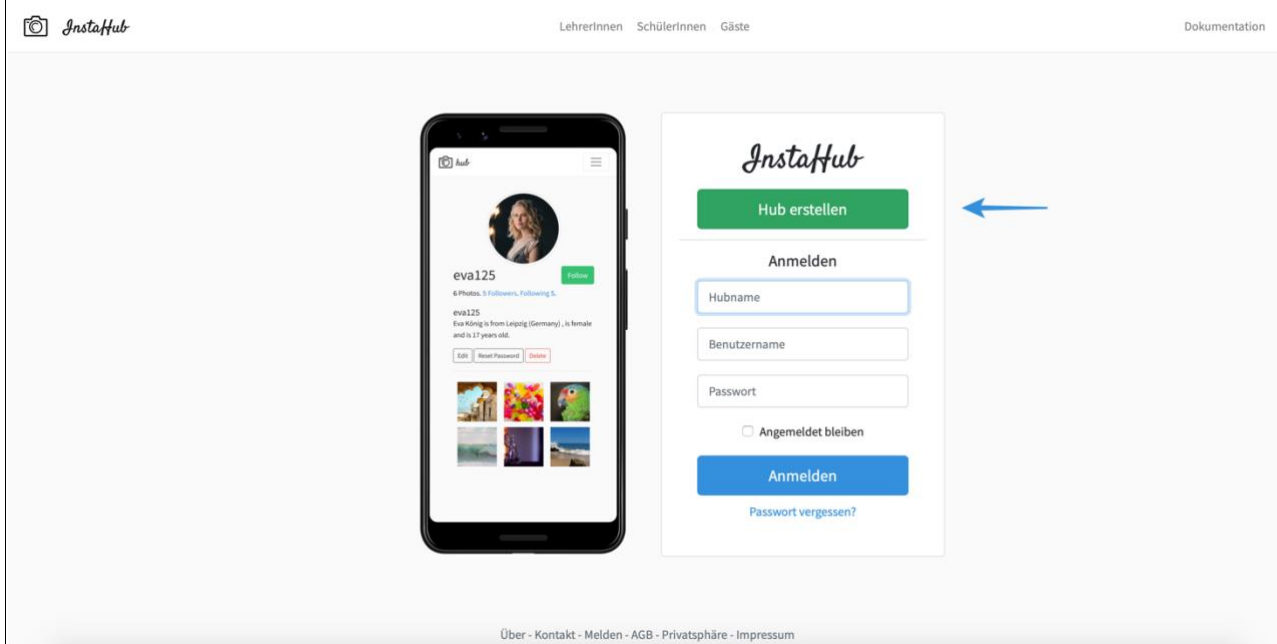 InstaHub
LehrerInnen SchülerInnen Gäste
Dokumentation
hub
eva125
Follow
6 Photos. 5 Followers. Following 5.
eva125
Eva König is from Leipzig (Germany) , is female
and is 17 years old.
Edit Reset Password Delete
InstaHub
Hub erstellen
Anmelden
Hubname
Benutzername
Passwort
Angemeldet bleiben
Anmelden
Passwort vergessen?
Über - Kontakt - Melden - AGB - Privatsphäre - Impressum